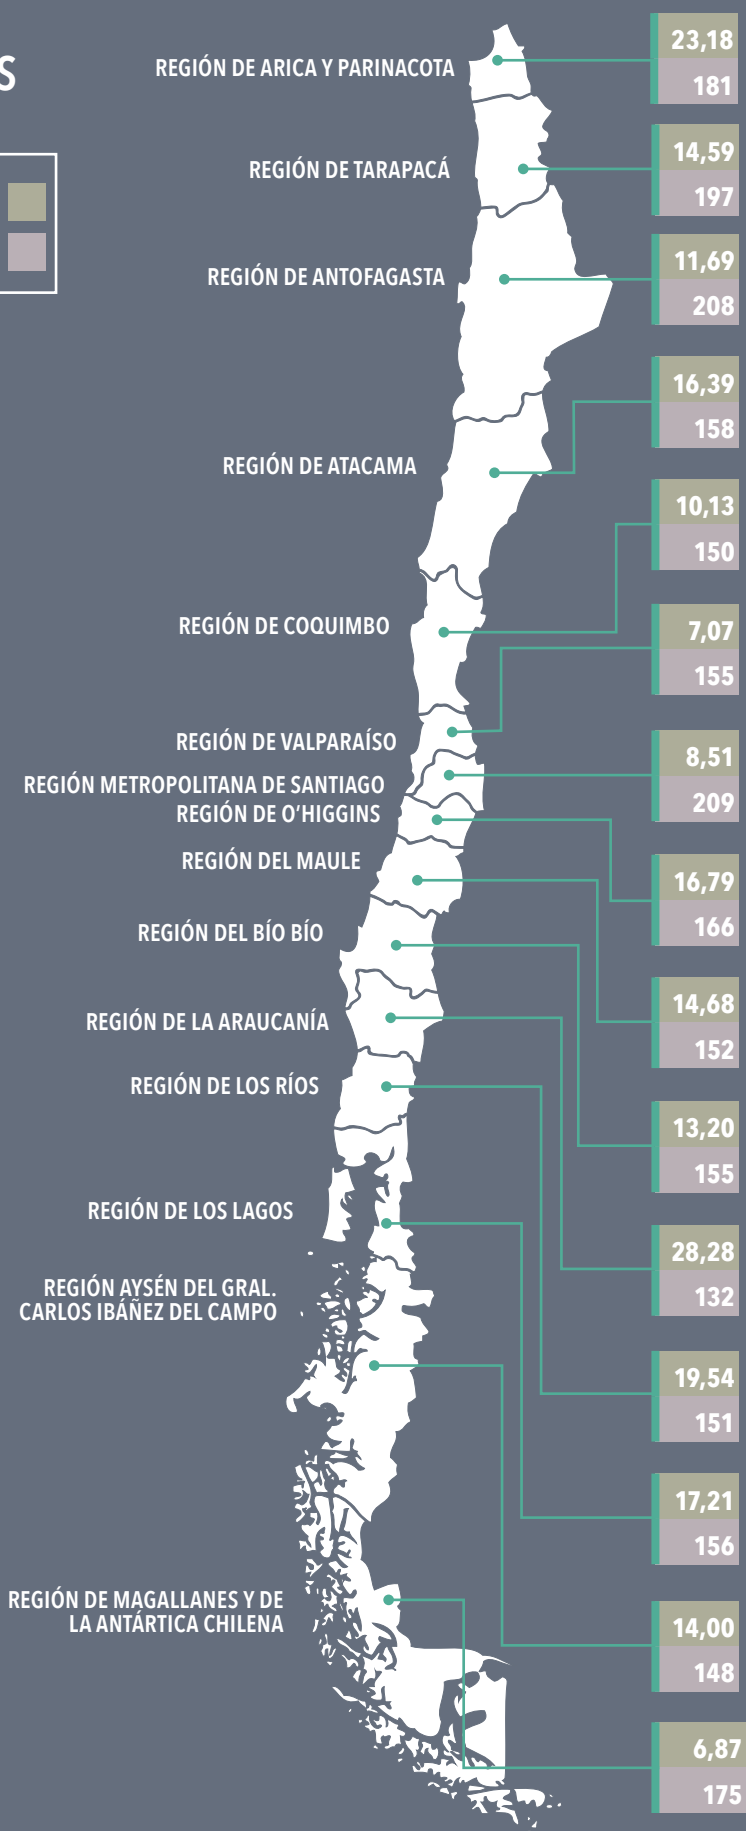 S
REGIÓN DE ARICA Y PARINACOTA
23,18
181
REGIÓN DE TARAPACÁ
14,59
197
REGIÓN DE ANTOFAGASTA
11,69
208
REGIÓN DE ATACAMA
16,39
158
REGIÓN DE COQUIMBO
10,13
150
REGIÓN DE VALPARAÍSO
7,07
155
REGIÓN METROPOLITANA DE SANTIAGO
8,51
209
REGIÓN DE O'HIGGINS
16,79
166
REGIÓN DEL MAULE
14,68
152
REGIÓN DEL BÍO BÍO
13,20
155
REGIÓN DE LA ARAUCANÍA
28,28
132
REGIÓN DE LOS RÍOS
19,54
151
REGIÓN DE LOS LAGOS
17,21
156
REGIÓN AYSÉN DEL GRAL.
CARLOS IBÁÑEZ DEL CAMPO
14,00
148
REGIÓN DE MAGALLANES Y DE
LA ANTÁRTICA CHILENA
6,87
175